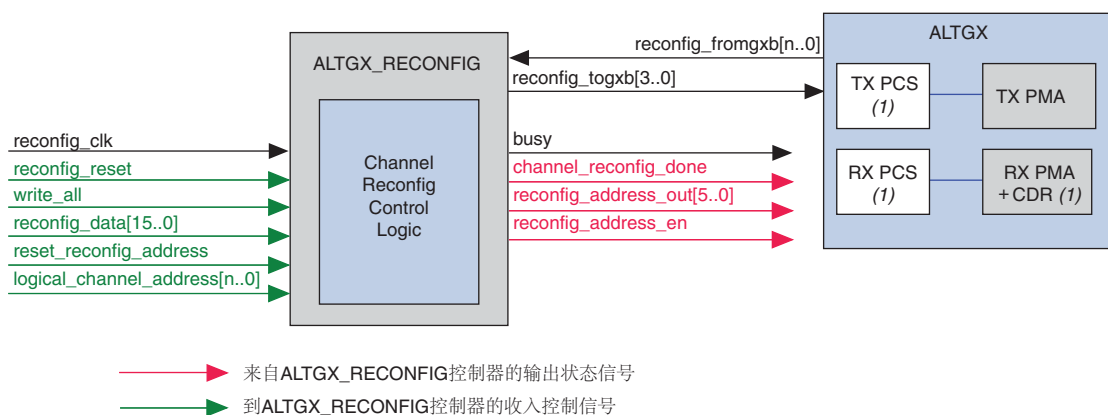 reconfig_clk
reconfig_reset
write_all
reconfig_data[15..0]
reset_reconfig_address
logical_channel_address[n..0]
ALTGX_RECONFIG
Channel
Reconfig
Control
Logic
reconfig_fromgxb[n..0]
reconfig_togxb[3..0]
busy
channel_reconfig_done
reconfig_address_out[5..0]
reconfig_address_en
ALTGX
TX PCS
(1)
TX PMA
RX PCS
(1)
RX PMA
+ CDR (1)
来自ALTGX_RECONFIG控制器的输出状态信号
到ALTGX_RECONFIG控制器的收入控制信号